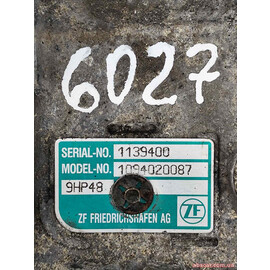 6027
SERIAL-NO. 1139400
MODEL-NO. 1094020087
9HP48
ZF FRIEDRICHSHAFEN AG
ZF